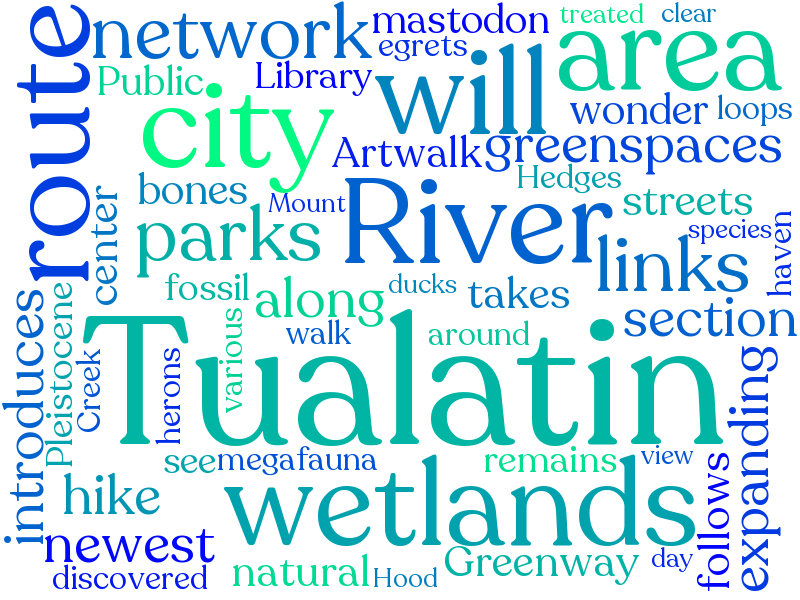 route
network
mastodon
treated
clear
egrets
area
Public
Library
will
wonder
loops
city
Artwalk
greenspaces
Hedges
bones
Mount
River
streets
center
parks
links
species
haven
fossil
along
ducks
takes
section
introduces
Pleistocene
Creek
herons
various
walk
around
Tualatin
expanding
see
megafauna
remains
view
hike
wetlands
follows
newest
discovered
natural
Hood
Greenway
day